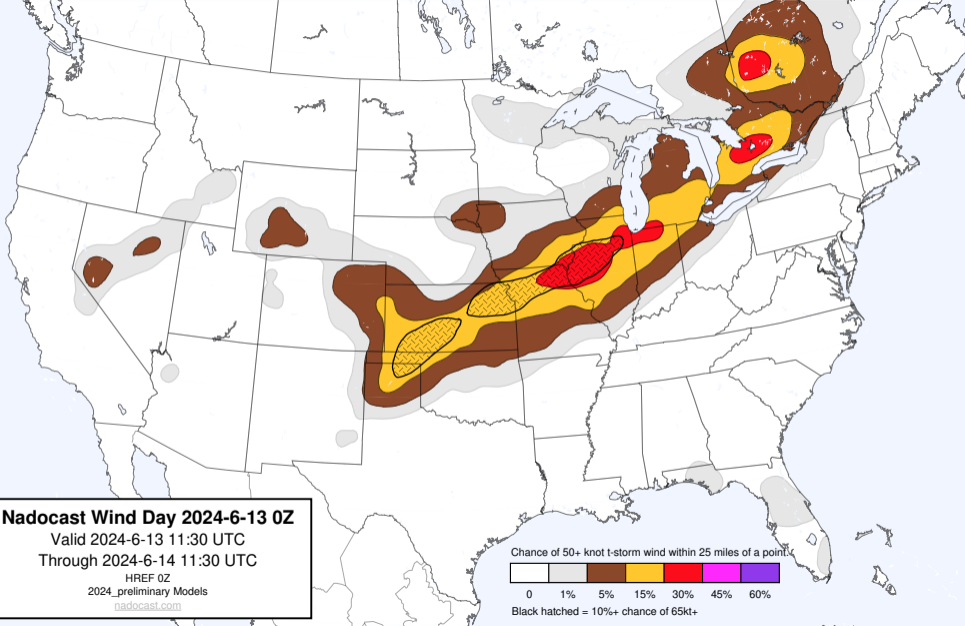 Nadocast Wind Day 2024-6-13 0Z
Valid 2024-6-13 11:30 UTC
Through 2024-6-14 11:30 UTC
HREF 0Z
2024_preliminary Models
nadocast.com
Chance of 50+ knot t-storm wind within 25 miles of a point.
0 1% 5% 15% 30% 45% 60%
Black hatched = 10%+ chance of 65kt+